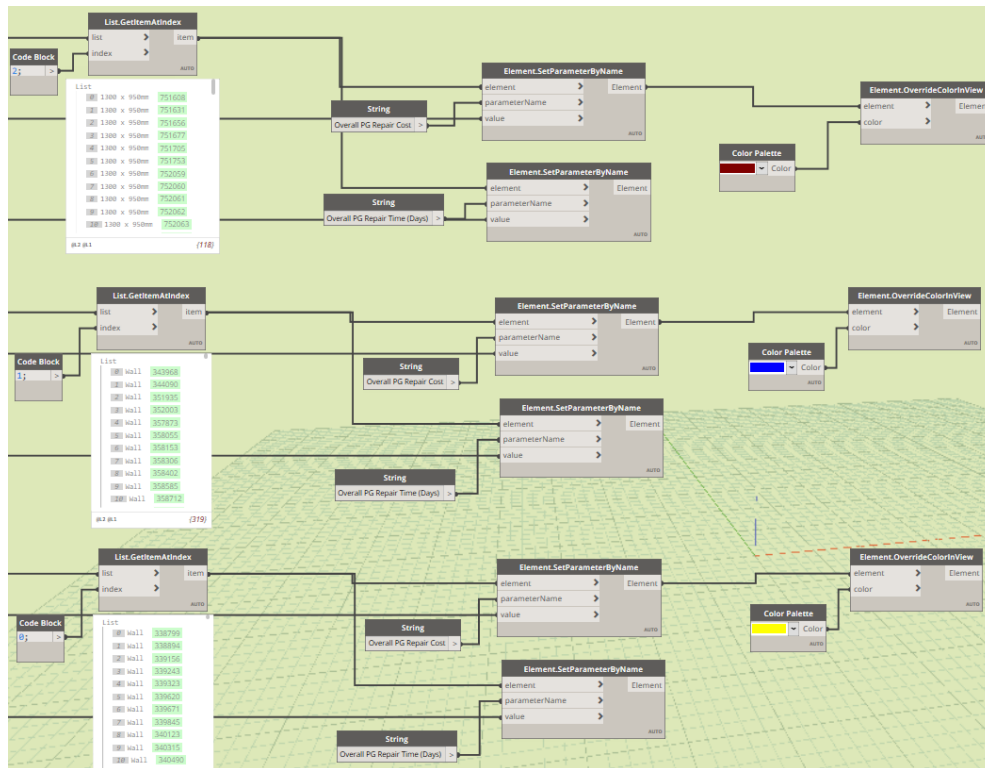 List.GetItemAtIndex
list > item
index >
AUTO
Code Block
2; >
List
0 1300 x 950mm 751608
1 1300 x 950mm 751631
2 1300 x 950mm 751656
3 1300 x 950mm 751677
4 1300 x 950mm 751705
5 1300 x 950mm 751753
6 1300 x 950mm 752059
7 1300 x 950mm 752060
8 1300 x 950mm 752061
9 1300 x 950mm 752062
10 1300 x 950mm 752063
@L2 @L1 {118}
String
Overall PG Repair Cost >
Element.SetParameterByName
element > Element
parameterName >
value >
AUTO
String
Overall PG Repair Time (Days) >
Element.SetParameterByName
element > Element
parameterName >
value >
AUTO
Color Palette
Color
AUTO
Element.OverrideColorInView
element > Elemen
color >
AUT
List.GetItemAtIndex
list > item
index >
AUTO
Code Block
1; >
List
0 Wall 343968
1 Wall 344090
2 Wall 351935
3 Wall 352003
4 Wall 357873
5 Wall 358055
6 Wall 358153
7 Wall 358306
8 Wall 358402
9 Wall 358585
10 Wall 358712
@L2 @L1 {319}
String
Overall PG Repair Cost >
Element.SetParameterByName
element > Element
parameterName >
value >
AUTO
String
Overall PG Repair Time (Days) >
Element.SetParameterByName
element > Element
parameterName >
value >
AUTO
Color Palette
Color
AUTO
Element.OverrideColorInView
element > Element
color >
AUTO
List.GetItemAtIndex
list > item
index >
AUTO
Code Block
0; >
List
0 Wall 338799
1 Wall 338894
2 Wall 339156
3 Wall 339243
4 Wall 339323
5 Wall 339620
6 Wall 339671
7 Wall 339845
8 Wall 340123
9 Wall 340315
10 Wall 340490
String
Overall PG Repair Cost >
Element.SetParameterByName
element > Element
parameterName >
value >
AUTO
String
Overall PG Repair Time (Days) >
Element.SetParameterByName
element > Element
parameterName >
value >
AUTO
Color Palette
Color
AUTO
Element.OverrideColorInView
element > Element
color >
AUTO